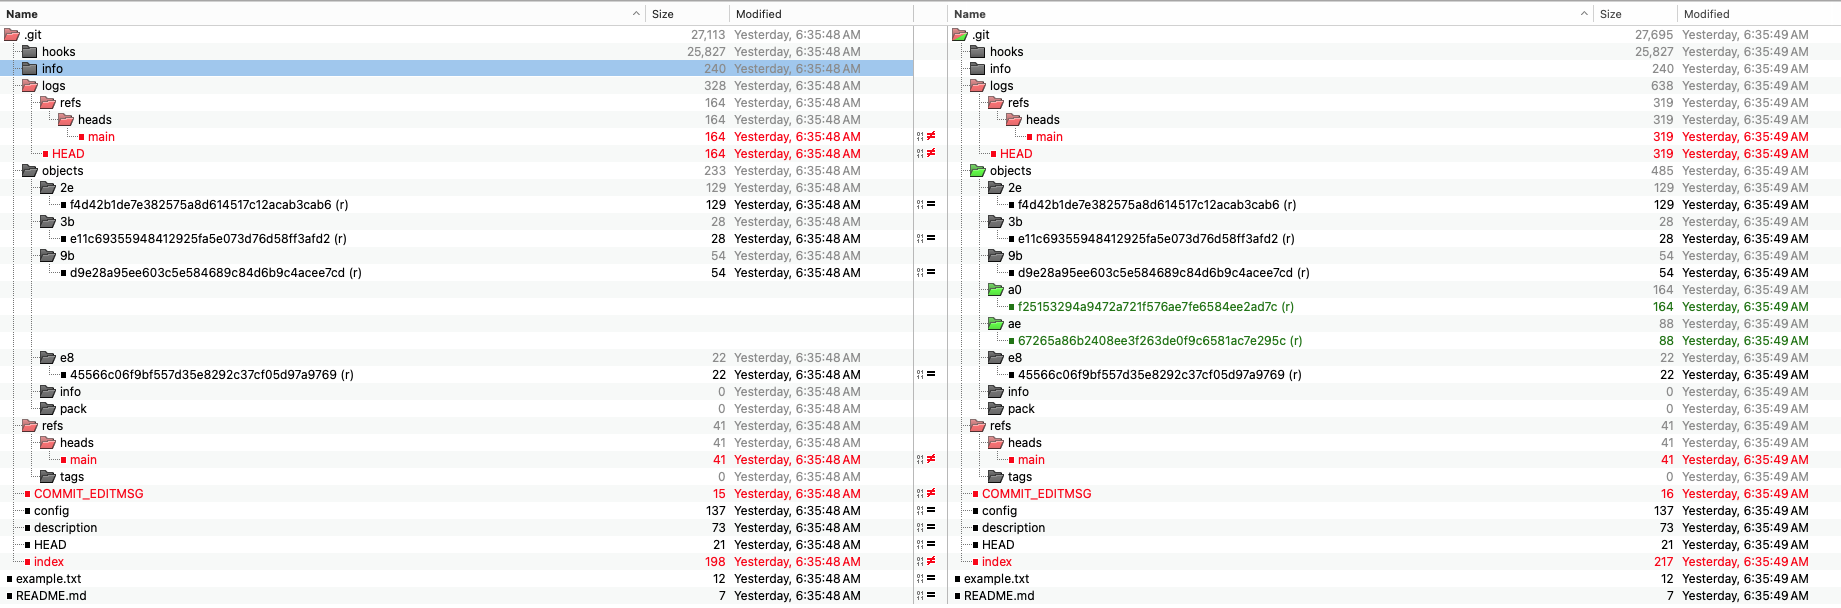 Name Size Modified Name Size Modified
.git 27,113 Yesterday, 6:35:48 AM .git 27,695 Yesterday, 6:35:49 AM
hooks 25,827 Yesterday, 6:35:48 AM hooks 25,827 Yesterday, 6:35:49 AM
info 240 Yesterday, 6:35:48 AM info 240 Yesterday, 6:35:49 AM
logs 328 Yesterday, 6:35:48 AM logs 638 Yesterday, 6:35:49 AM
refs 164 Yesterday, 6:35:48 AM refs 319 Yesterday, 6:35:49 AM
heads 164 Yesterday, 6:35:48 AM heads 319 Yesterday, 6:35:49 AM
main 164 Yesterday, 6:35:48 AM ≠ main 319 Yesterday, 6:35:49 AM
HEAD 164 Yesterday, 6:35:48 AM ≠ HEAD 319 Yesterday, 6:35:49 AM
objects 233 Yesterday, 6:35:48 AM objects 485 Yesterday, 6:35:49 AM
2e 129 Yesterday, 6:35:48 AM 2e 129 Yesterday, 6:35:49 AM
f4d42b1de7e382575a8d614517c12acab3cab6 (r) 129 Yesterday, 6:35:48 AM = f4d42b1de7e382575a8d614517c12acab3cab6 (r) 129 Yesterday, 6:35:49 AM
3b 28 Yesterday, 6:35:48 AM 3b 28 Yesterday, 6:35:49 AM
e11c69355948412925fa5e073d76d58ff3afd2 (r) 28 Yesterday, 6:35:48 AM = e11c69355948412925fa5e073d76d58ff3afd2 (r) 28 Yesterday, 6:35:49 AM
9b 54 Yesterday, 6:35:48 AM 9b 54 Yesterday, 6:35:49 AM
d9e28a95ee603c5e584689c84d6b9c4acee7cd (r) 54 Yesterday, 6:35:48 AM = d9e28a95ee603c5e584689c84d6b9c4acee7cd (r) 54 Yesterday, 6:35:49 AM
a0 164 Yesterday, 6:35:49 AM
f25153294a9472a721f576ae7fe6584ee2ad7c (r) 164 Yesterday, 6:35:49 AM
ae 88 Yesterday, 6:35:49 AM
67265a86b2408ee3f263de0f9c6581ac7e295c (r) 88 Yesterday, 6:35:49 AM
e8 22 Yesterday, 6:35:48 AM e8 22 Yesterday, 6:35:49 AM
45566c06f9bf557d35e8292c37cf05d97a9769 (r) 22 Yesterday, 6:35:48 AM = 45566c06f9bf557d35e8292c37cf05d97a9769 (r) 22 Yesterday, 6:35:49 AM
info 0 Yesterday, 6:35:48 AM info 0 Yesterday, 6:35:49 AM
pack 0 Yesterday, 6:35:48 AM pack 0 Yesterday, 6:35:49 AM
refs 41 Yesterday, 6:35:48 AM refs 41 Yesterday, 6:35:49 AM
heads 41 Yesterday, 6:35:48 AM heads 41 Yesterday, 6:35:49 AM
main 41 Yesterday, 6:35:48 AM ≠ main 41 Yesterday, 6:35:49 AM
tags 0 Yesterday, 6:35:48 AM tags 0 Yesterday, 6:35:49 AM
COMMIT_EDITMSG 15 Yesterday, 6:35:48 AM ≠ COMMIT_EDITMSG 16 Yesterday, 6:35:49 AM
config 137 Yesterday, 6:35:48 AM = config 137 Yesterday, 6:35:49 AM
description 73 Yesterday, 6:35:48 AM = description 73 Yesterday, 6:35:49 AM
HEAD 21 Yesterday, 6:35:48 AM = HEAD 21 Yesterday, 6:35:49 AM
index 198 Yesterday, 6:35:48 AM ≠ index 217 Yesterday, 6:35:49 AM
example.txt 12 Yesterday, 6:35:48 AM = example.txt 12 Yesterday, 6:35:49 AM
README.md 7 Yesterday, 6:35:48 AM = README.md 7 Yesterday, 6:35:49 AM